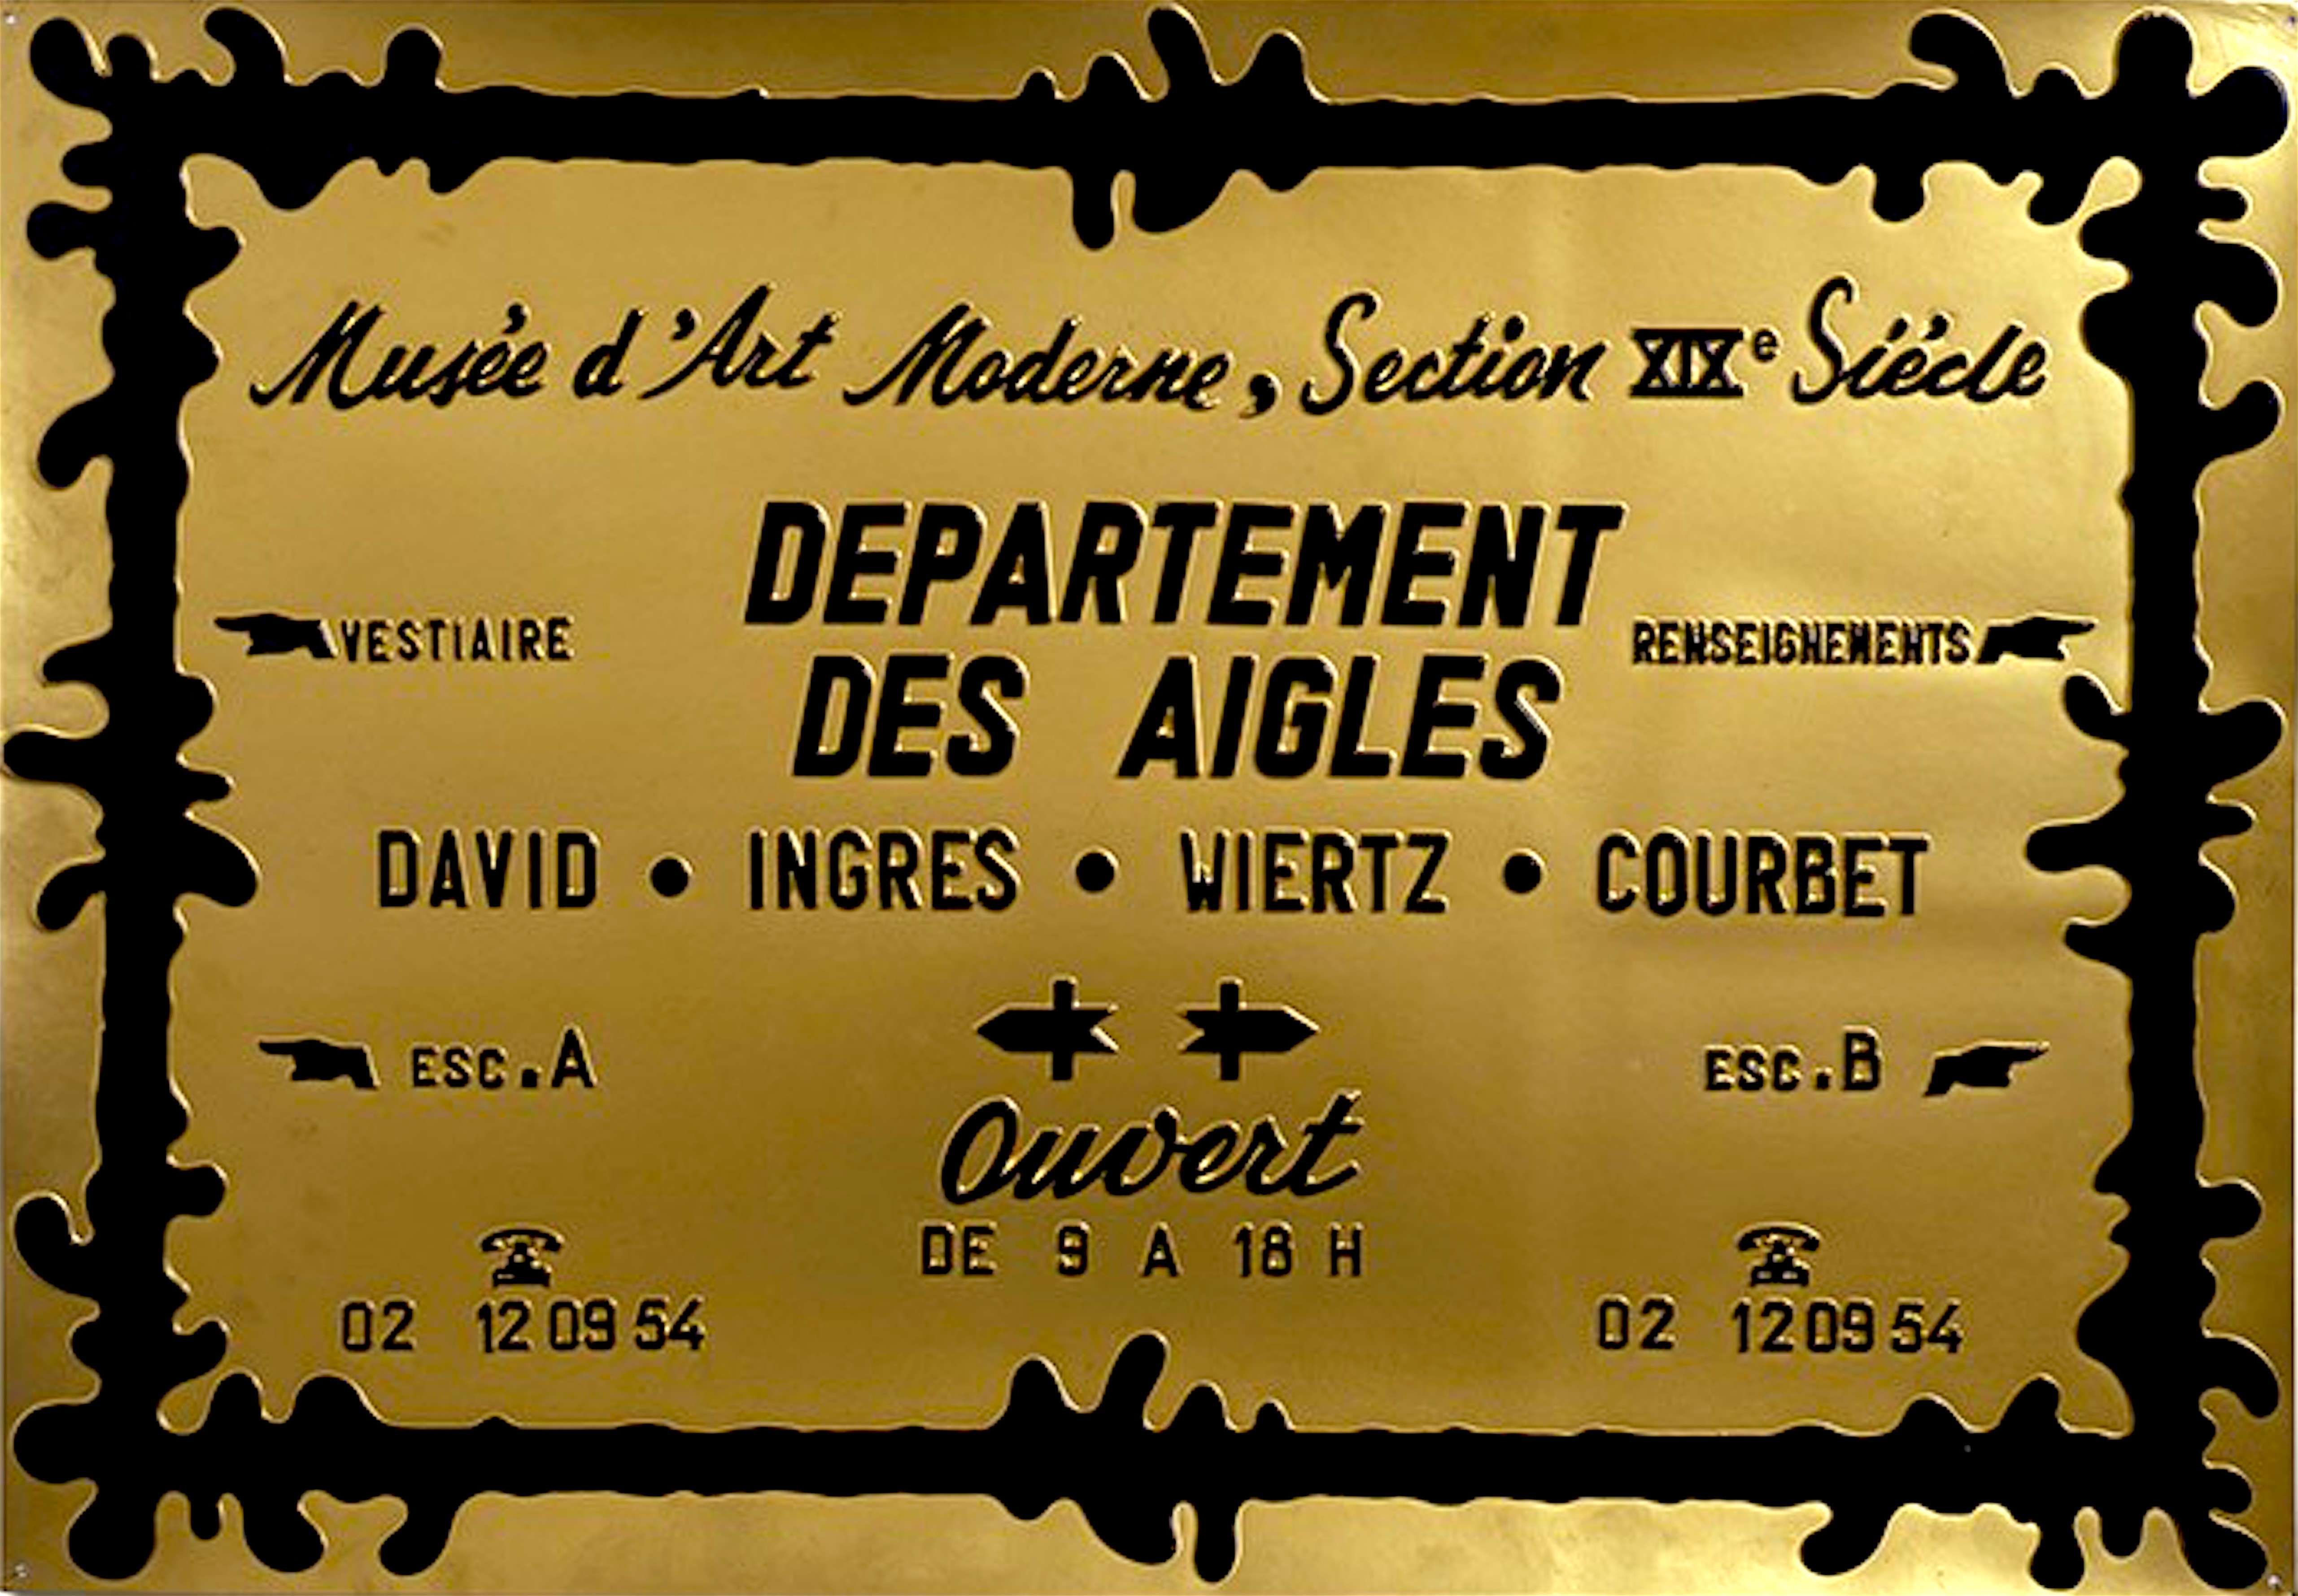 Musée d'Art Moderne, Section XIXe Siécle
DEPARTEMENT
DES AIGLES
VESTIAIRE
RENSEIGNEMENTS
DAVID • INGRES • WIERTZ • COURBET
ESC.A
ESC.B
Ouvert
DE 9 A 18 H
02 12 09 54
02 12 09 54